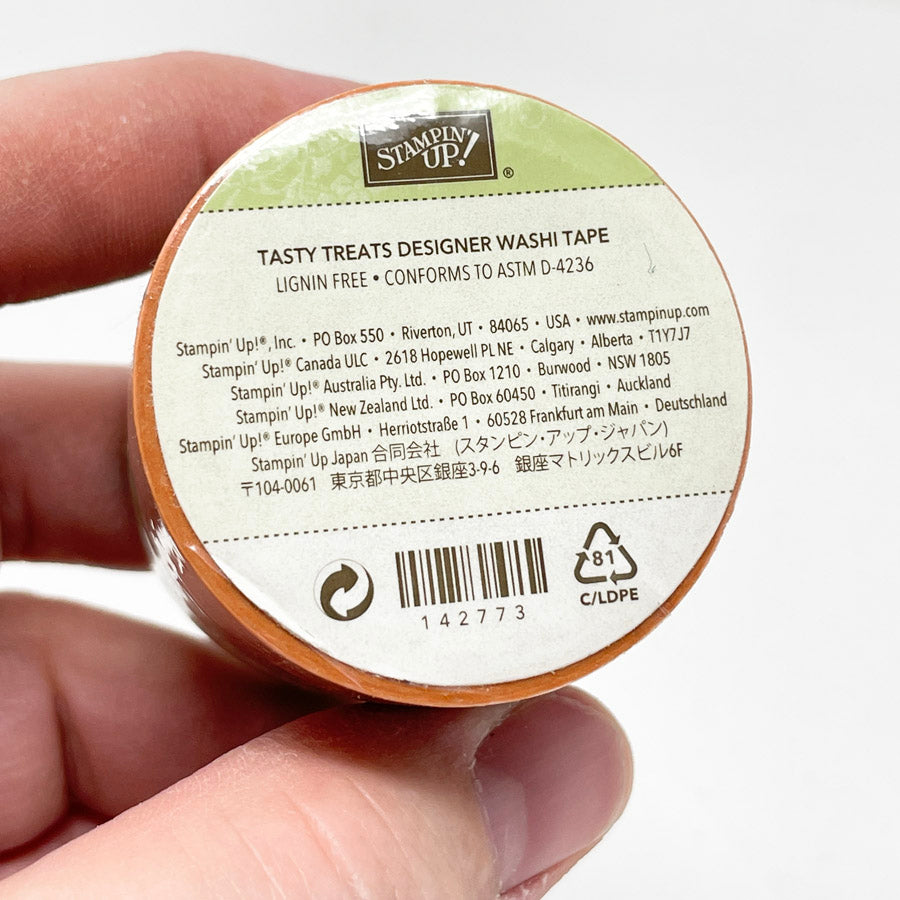 STAMPIN' UP!®
TASTY TREATS DESIGNER WASHI TAPE
LIGNIN FREE • CONFORMS TO ASTM D-4236
Stampin' Up!®, Inc. • PO Box 550 • Riverton, UT • 84065 • USA • www.stampinup.com
Stampin' Up!® Canada ULC • 2618 Hopewell PL NE • Calgary • Alberta • T1Y7J7
Stampin' Up!® Australia Pty. Ltd. • PO Box 1210 • Burwood • NSW 1805
Stampin' Up!® New Zealand Ltd. • PO Box 60450 • Titirangi • Auckland
Stampin' Up!® Europe GmbH • Herriotstraße 1 • 60528 Frankfurt am Main • Deutschland
Stampin' Up Japan 合同会社 (スタンピン・アップ・ジャパン)
〒104-0061 東京都中央区銀座3-9-6 銀座マトリックスビル6F
142773
81
C/LDPE